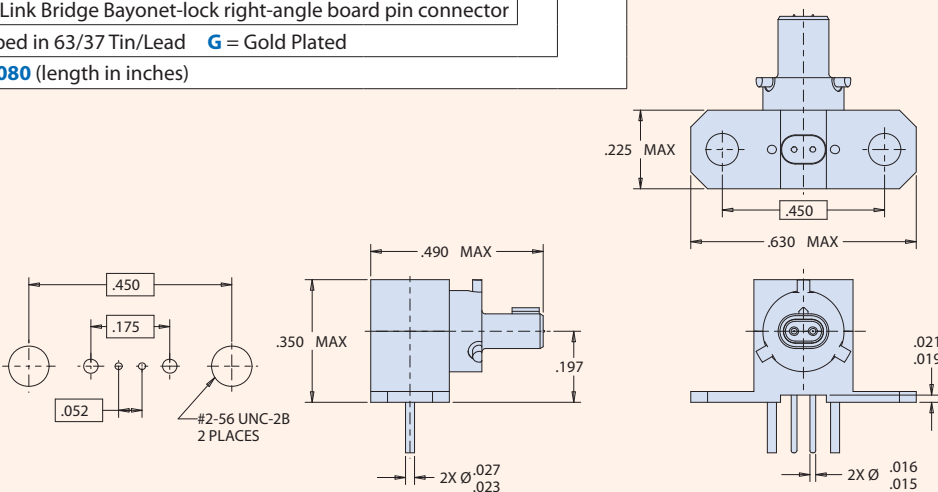 Link Bridge Bayonet-lock right-angle board pin connector
in 63/37 Tin/Lead G = Gold Plated
(length in inches)
.225 MAX
.450
.630 MAX
.490 MAX
.450
.175
.350 MAX
.197
.052
#2-56 UNC-2B
2 PLACES
2X Ø .027
.023
.021
.019
2X Ø .016
.015